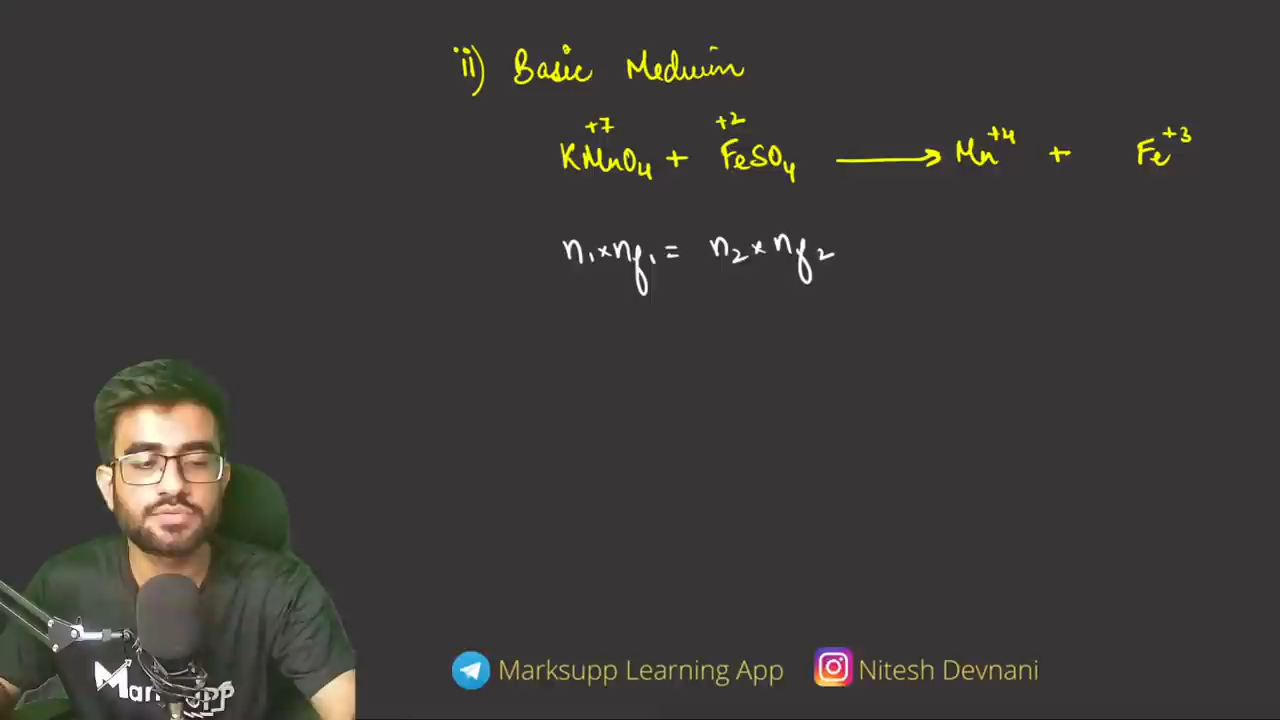 ii) Basic Medium
+7 +2
KMnO₄ + FeSO₄ ⟶ Mn⁺⁴ + Fe⁺³
n₁×nf₁ = n₂×nf₂
Marksupp Learning App Nitesh Devnani